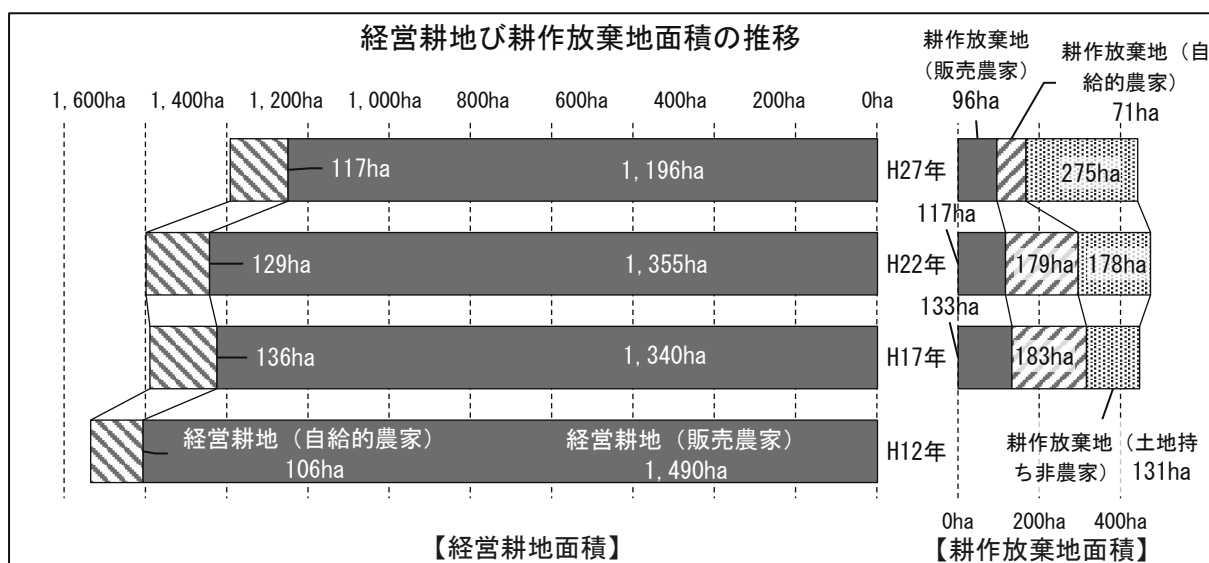 経営耕地び耕作放棄地面積の推移
耕作放棄地
(販売農家)
96ha
耕作放棄地(自
給的農家)
71ha
1,600ha 1,400ha 1,200ha 1,000ha 800ha 600ha 400ha 200ha 0ha
117ha 1,196ha H27年 275ha
117ha
129ha 1,355ha H22年 179ha 178ha
133ha
136ha 1,340ha H17年 183ha
経営耕地(自給的農家)
106ha
経営耕地(販売農家)
1,490ha
H12年
耕作放棄地(土地持
ち非農家)131ha
0ha 200ha 400ha
【経営耕地面積】 【耕作放棄地面積】